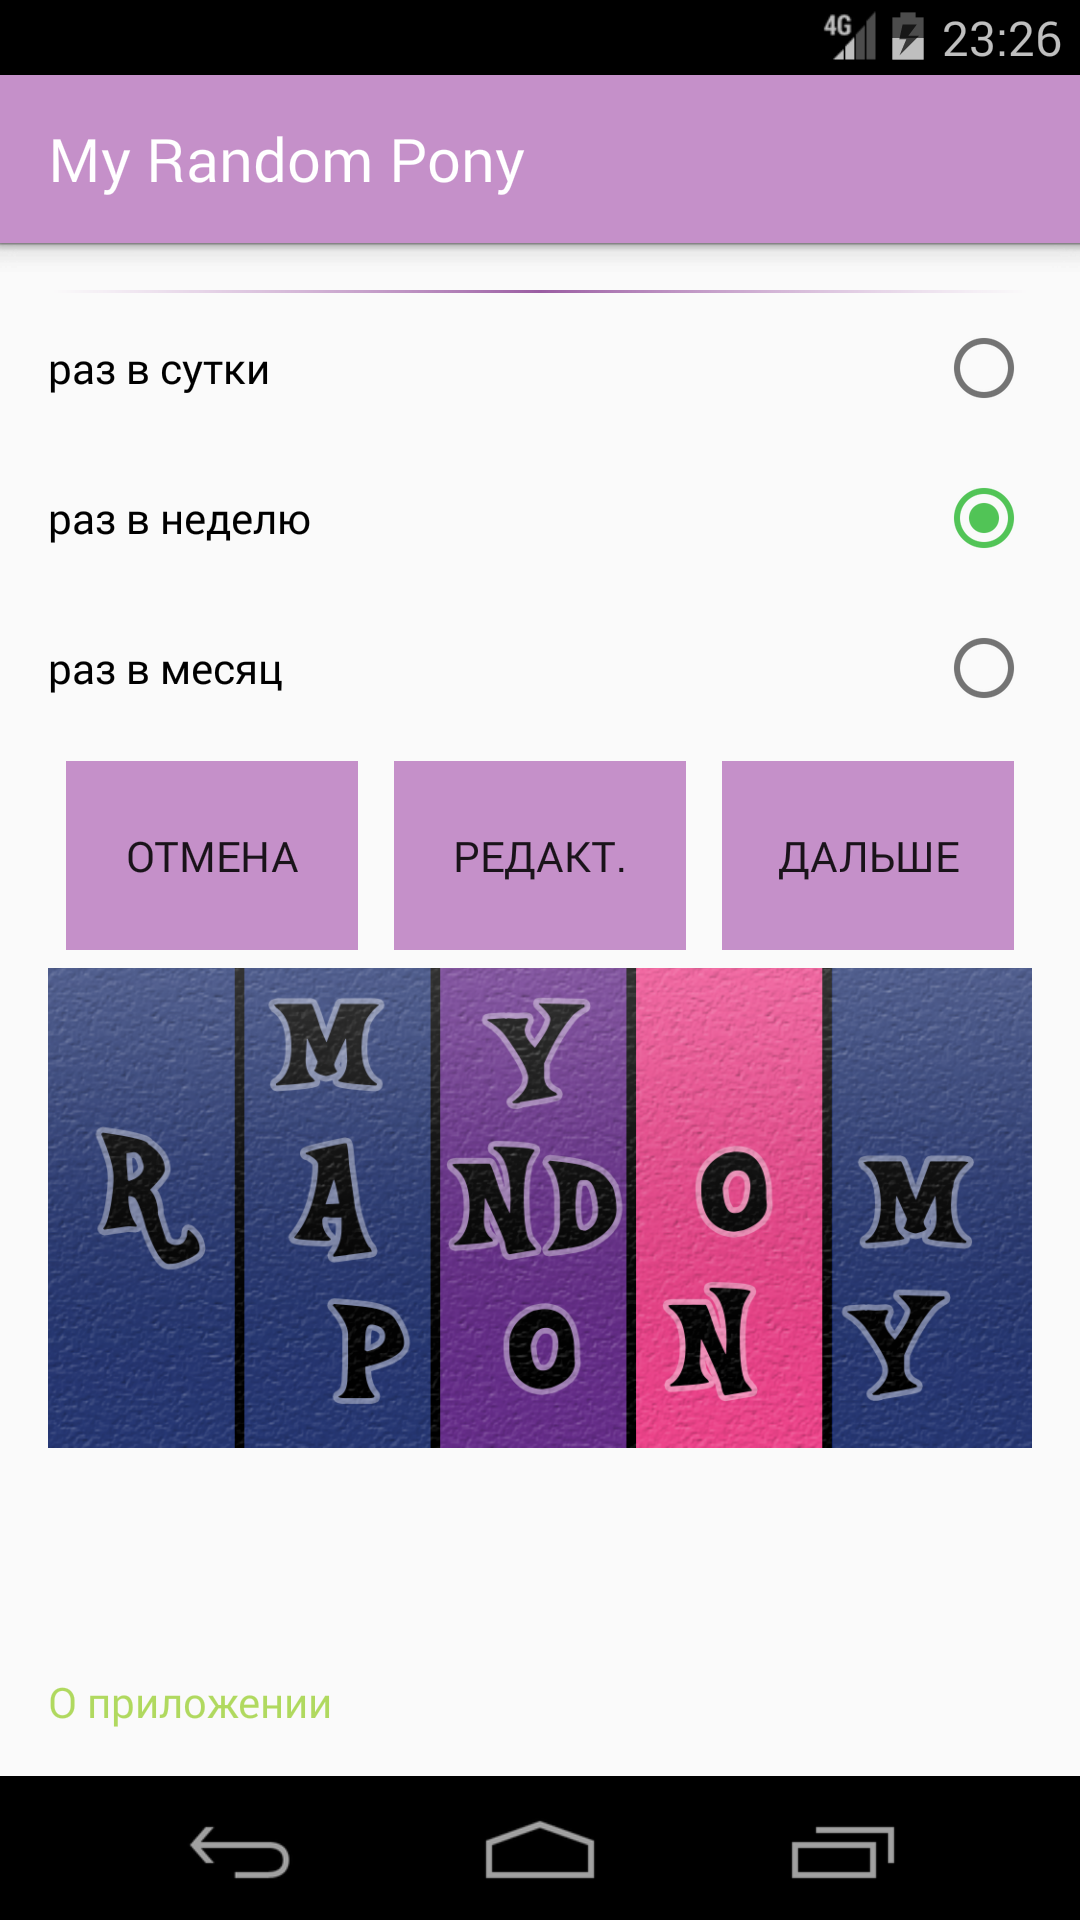 4G 23:26
My Random Pony
раз в сутки
раз в неделю
раз в месяц
ОТМЕНА РЕДАКТ. ДАЛЬШЕ
MY
RANDOM
PONY
О приложении